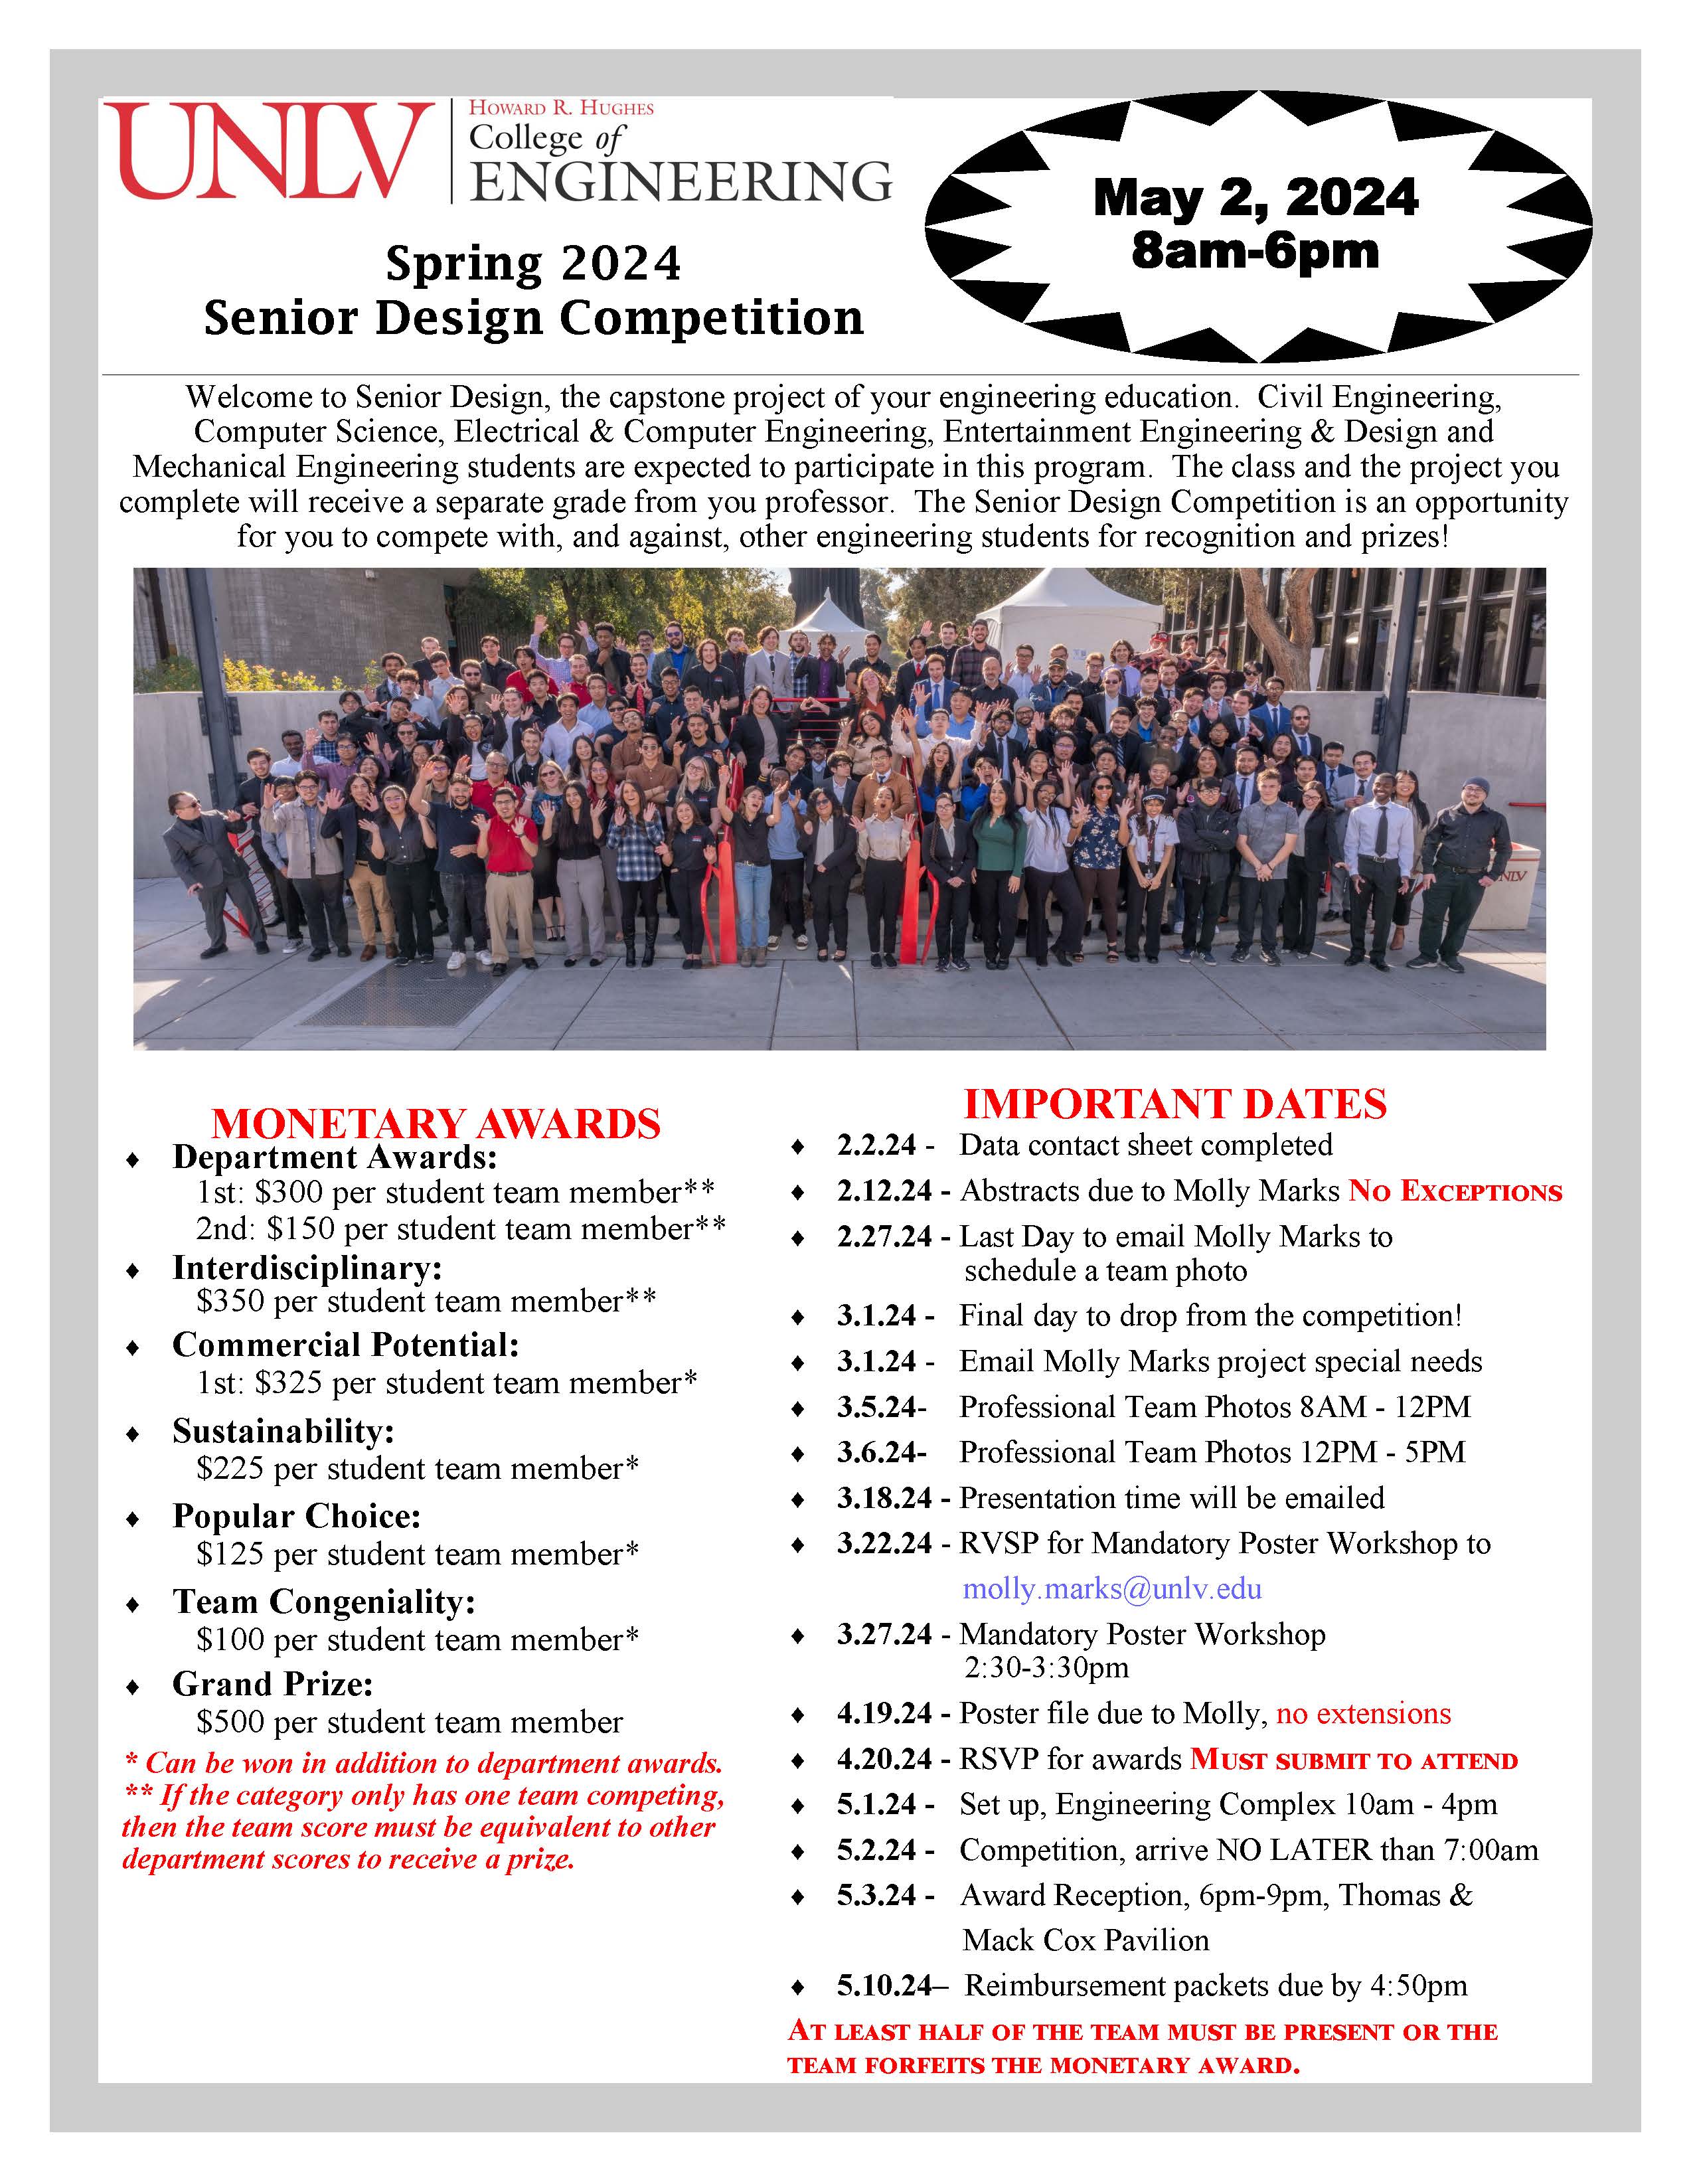 UNLV
HOWARD R. HUGHES
College of
ENGINEERING
May 2, 2024
8am-6pm
Spring 2024
Senior Design Competition
Welcome to Senior Design, the capstone project of your engineering education.  Civil Engineering,
Computer Science, Electrical & Computer Engineering, Entertainment Engineering & Design and
Mechanical Engineering students are expected to participate in this program.  The class and the project you
complete will receive a separate grade from you professor.  The Senior Design Competition is an opportunity
for you to compete with, and against, other engineering students for recognition and prizes!
MONETARY AWARDS
♦ Department Awards:
1st: $300 per student team member**
2nd: $150 per student team member**
♦ Interdisciplinary:
$350 per student team member**
♦ Commercial Potential:
1st: $325 per student team member*
♦ Sustainability:
$225 per student team member*
♦ Popular Choice:
$125 per student team member*
♦ Team Congeniality:
$100 per student team member*
♦ Grand Prize:
$500 per student team member
* Can be won in addition to department awards.
** If the category only has one team competing,
then the team score must be equivalent to other
department scores to receive a prize.
IMPORTANT DATES
♦ 2.2.24 - Data contact sheet completed
♦ 2.12.24 - Abstracts due to Molly Marks NO EXCEPTIONS
♦ 2.27.24 - Last Day to email Molly Marks to
schedule a team photo
♦ 3.1.24 - Final day to drop from the competition!
♦ 3.1.24 - Email Molly Marks project special needs
♦ 3.5.24- Professional Team Photos 8AM - 12PM
♦ 3.6.24- Professional Team Photos 12PM - 5PM
♦ 3.18.24 - Presentation time will be emailed
♦ 3.22.24 - RVSP for Mandatory Poster Workshop to
molly.marks@unlv.edu
♦ 3.27.24 - Mandatory Poster Workshop
2:30-3:30pm
♦ 4.19.24 - Poster file due to Molly, no extensions
♦ 4.20.24 - RSVP for awards MUST SUBMIT TO ATTEND
♦ 5.1.24 - Set up, Engineering Complex 10am - 4pm
♦ 5.2.24 - Competition, arrive NO LATER than 7:00am
♦ 5.3.24 - Award Reception, 6pm-9pm, Thomas &
Mack Cox Pavilion
♦ 5.10.24– Reimbursement packets due by 4:50pm
AT LEAST HALF OF THE TEAM MUST BE PRESENT OR THE
TEAM FORFEITS THE MONETARY AWARD.